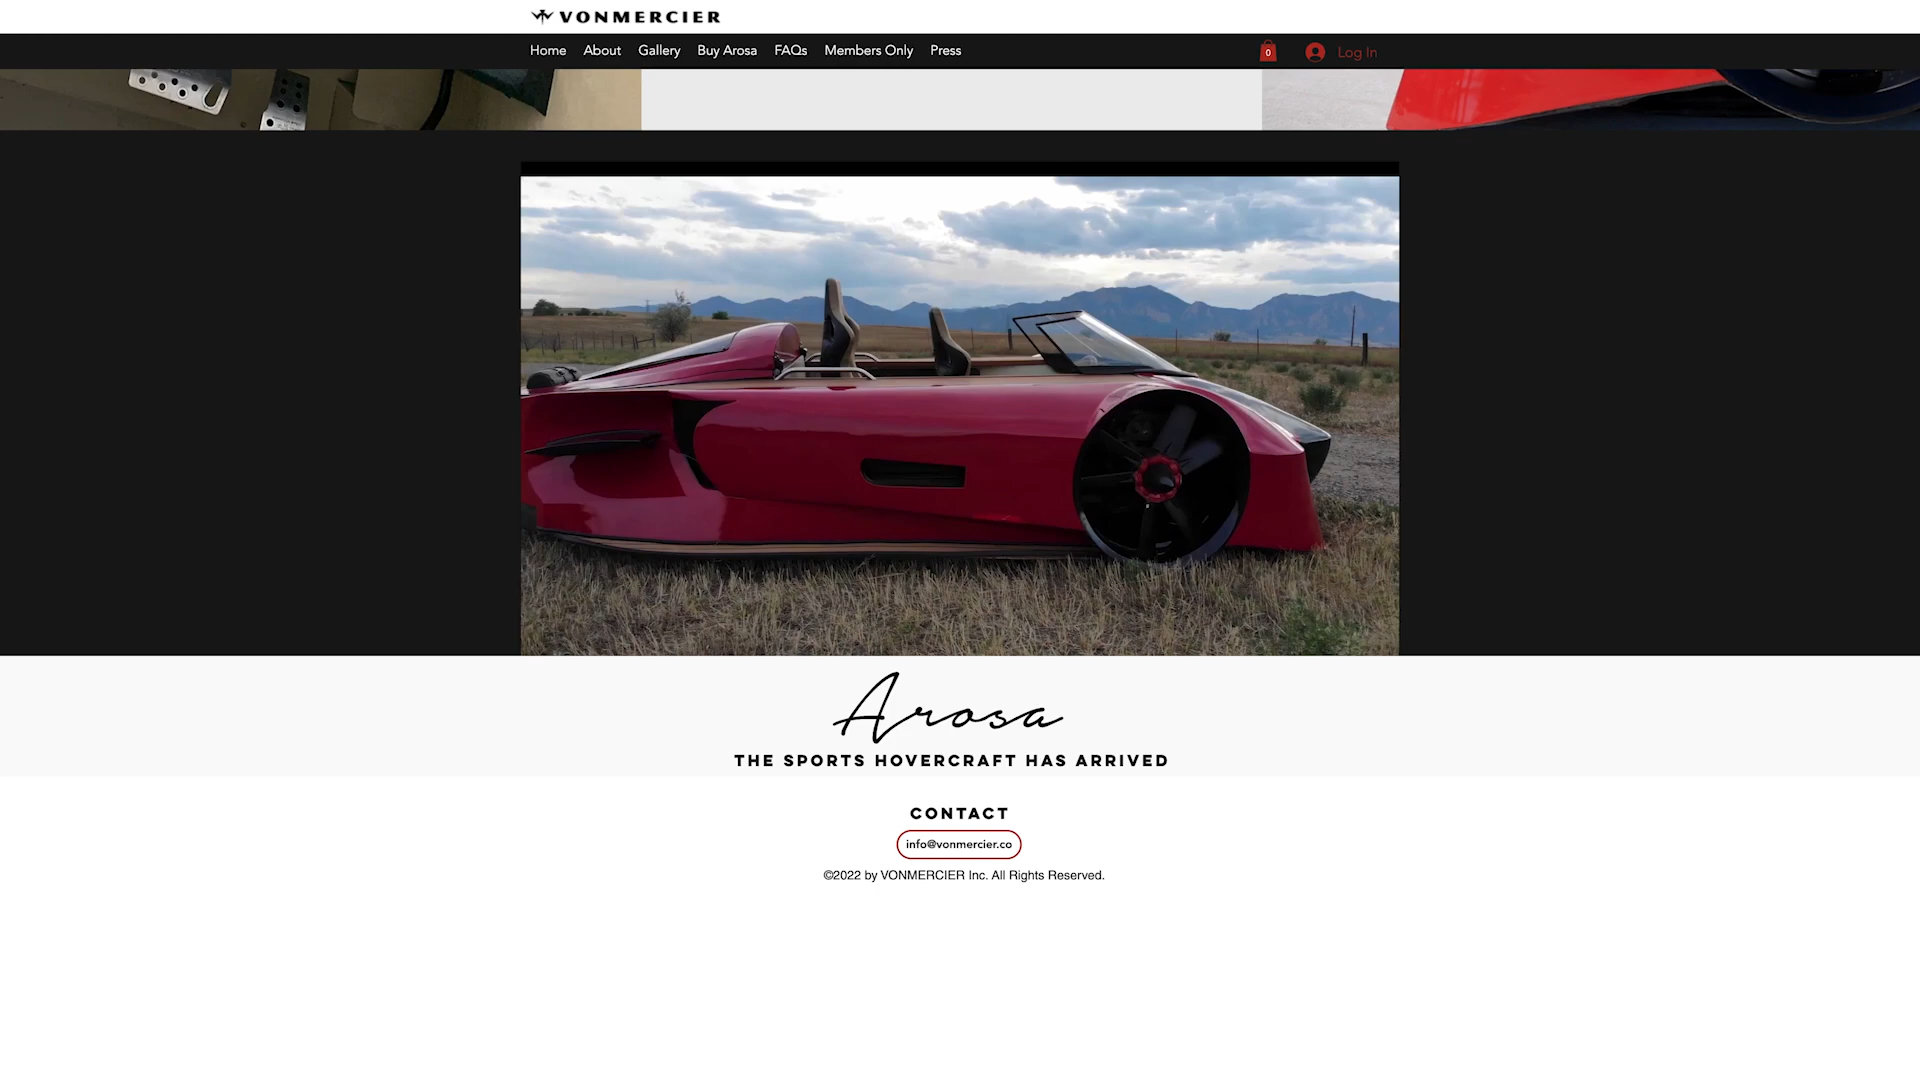 VONMERCIER
Home About Gallery Buy Arosa FAQs Members Only Press 0 Log In
Arosa
THE SPORTS HOVERCRAFT HAS ARRIVED
CONTACT
info@vonmercier.co
©2022 by VONMERCIER Inc. All Rights Reserved.